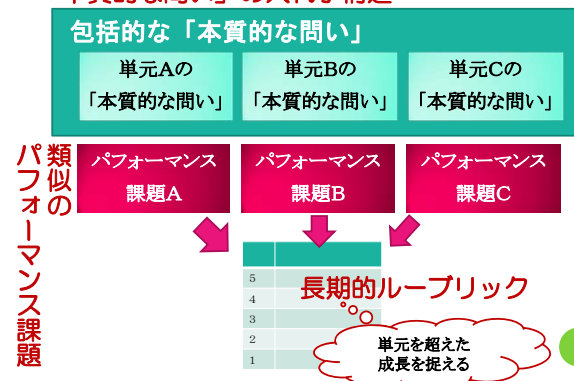 包括的な「本質的な問い」
単元Aの
「本質的な問い」
単元Bの
「本質的な問い」
単元Cの
「本質的な問い」
類似の
パフォーマンス課題
パフォーマンス
課題A
パフォーマンス
課題B
パフォーマンス
課題C
5
4
3
2
1
長期的ルーブリック
単元を超えた
成長を捉える